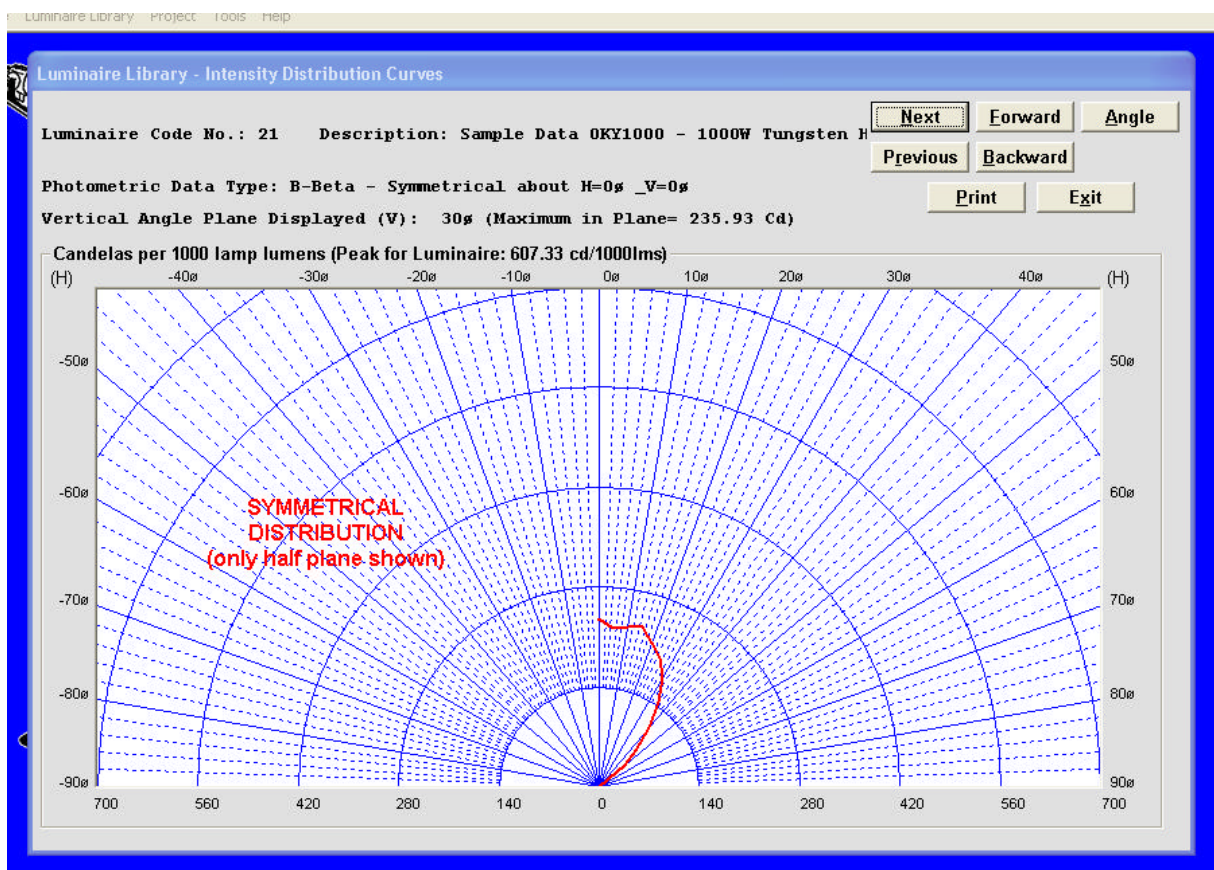 Luminaire Library Project Tools Help
Luminaire Library - Intensity Distribution Curves
Luminaire Code No.: 21 Description: Sample Data OKY1000 - 1000W Tungsten H
Next Forward Angle
Previous Backward
Photometric Data Type: B-Beta - Symmetrical about H=0ø _V=0ø
Print Exit
Vertical Angle Plane Displayed (V): 30ø (Maximum in Plane= 235.93 Cd)
Candelas per 1000 lamp lumens (Peak for Luminaire: 607.33 cd/1000lms)
(H) -40ø -30ø -20ø -10ø 0ø 10ø 20ø 30ø 40ø (H)
-50ø 50ø
-60ø 60ø
SYMMETRICAL
DISTRIBUTION
(only half plane shown)
-70ø 70ø
-80ø 80ø
-90ø 90ø
700 560 420 280 140 0 140 280 420 560 700